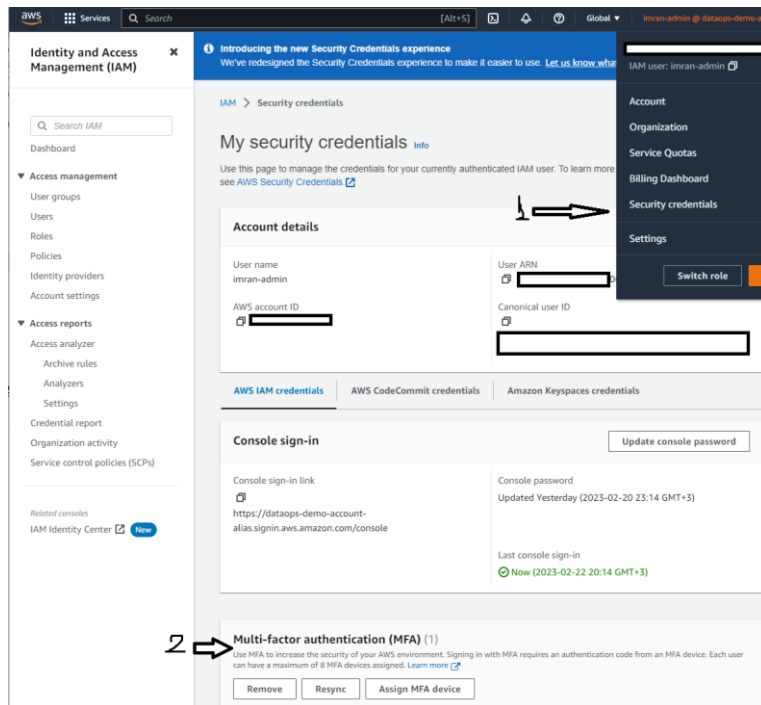 aws Services Search [Alt+S] Global imran-admin @ dataops-demo-a
Identity and Access Management (IAM)
Search IAM
Dashboard
Access management
User groups
Users
Roles
Policies
Identity providers
Account settings
Access reports
Access analyzer
Archive rules
Analyzers
Settings
Credential report
Organization activity
Service control policies (SCPs)
Related consoles
IAM Identity Center New
Introducing the new Security Credentials experience
We've redesigned the Security Credentials experience to make it easier to use. Let us know wha
IAM > Security credentials
My security credentials Info
Use this page to manage the credentials for your currently authenticated IAM user. To learn more
see AWS Security Credentials
Account details
User name
imran-admin
User ARN
AWS account ID
Canonical user ID
IAM user: imran-admin
Account
Organization
Service Quotas
Billing Dashboard
1
Security credentials
Settings
Switch role
AWS IAM credentials AWS CodeCommit credentials Amazon Keyspaces credentials
Console sign-in
Update console password
Console sign-in link
https://dataops-demo-account-
alias.signin.aws.amazon.com/console
Console password
Updated Yesterday (2023-02-20 23:14 GMT+3)
Last console sign-in
Now (2023-02-22 20:14 GMT+3)
2
Multi-factor authentication (MFA) (1)
Use MFA to increase the security of your AWS environment. Signing in with MFA requires an authentication code from an MFA device. Each user
can have a maximum of 8 MFA devices assigned. Learn more
Remove Resync Assign MFA device